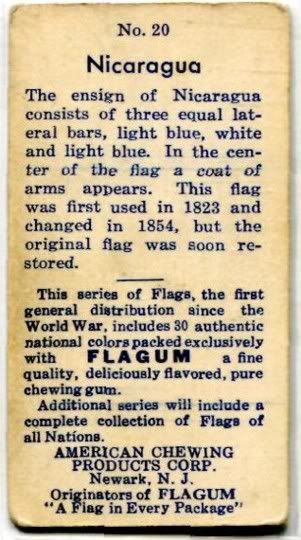 No. 20
Nicaragua
The ensign of Nicaragua
consists of three equal lat-
eral bars, light blue, white
and light blue. In the cen-
ter of the flag a coat of
arms appears. This flag
was first used in 1823 and
changed in 1854, but the
original flag was soon re-
stored.
This series of Flags, the first
general distribution since the
World War, includes 30 authentic
national colors packed exclusively
with FLAGUM a fine
quality, deliciously flavored, pure
chewing gum.
Additional series will include a
complete collection of Flags of
all Nations.
AMERICAN CHEWING
PRODUCTS CORP.
Newark, N. J.
Originators of FLAGUM
"A Flag in Every Package"